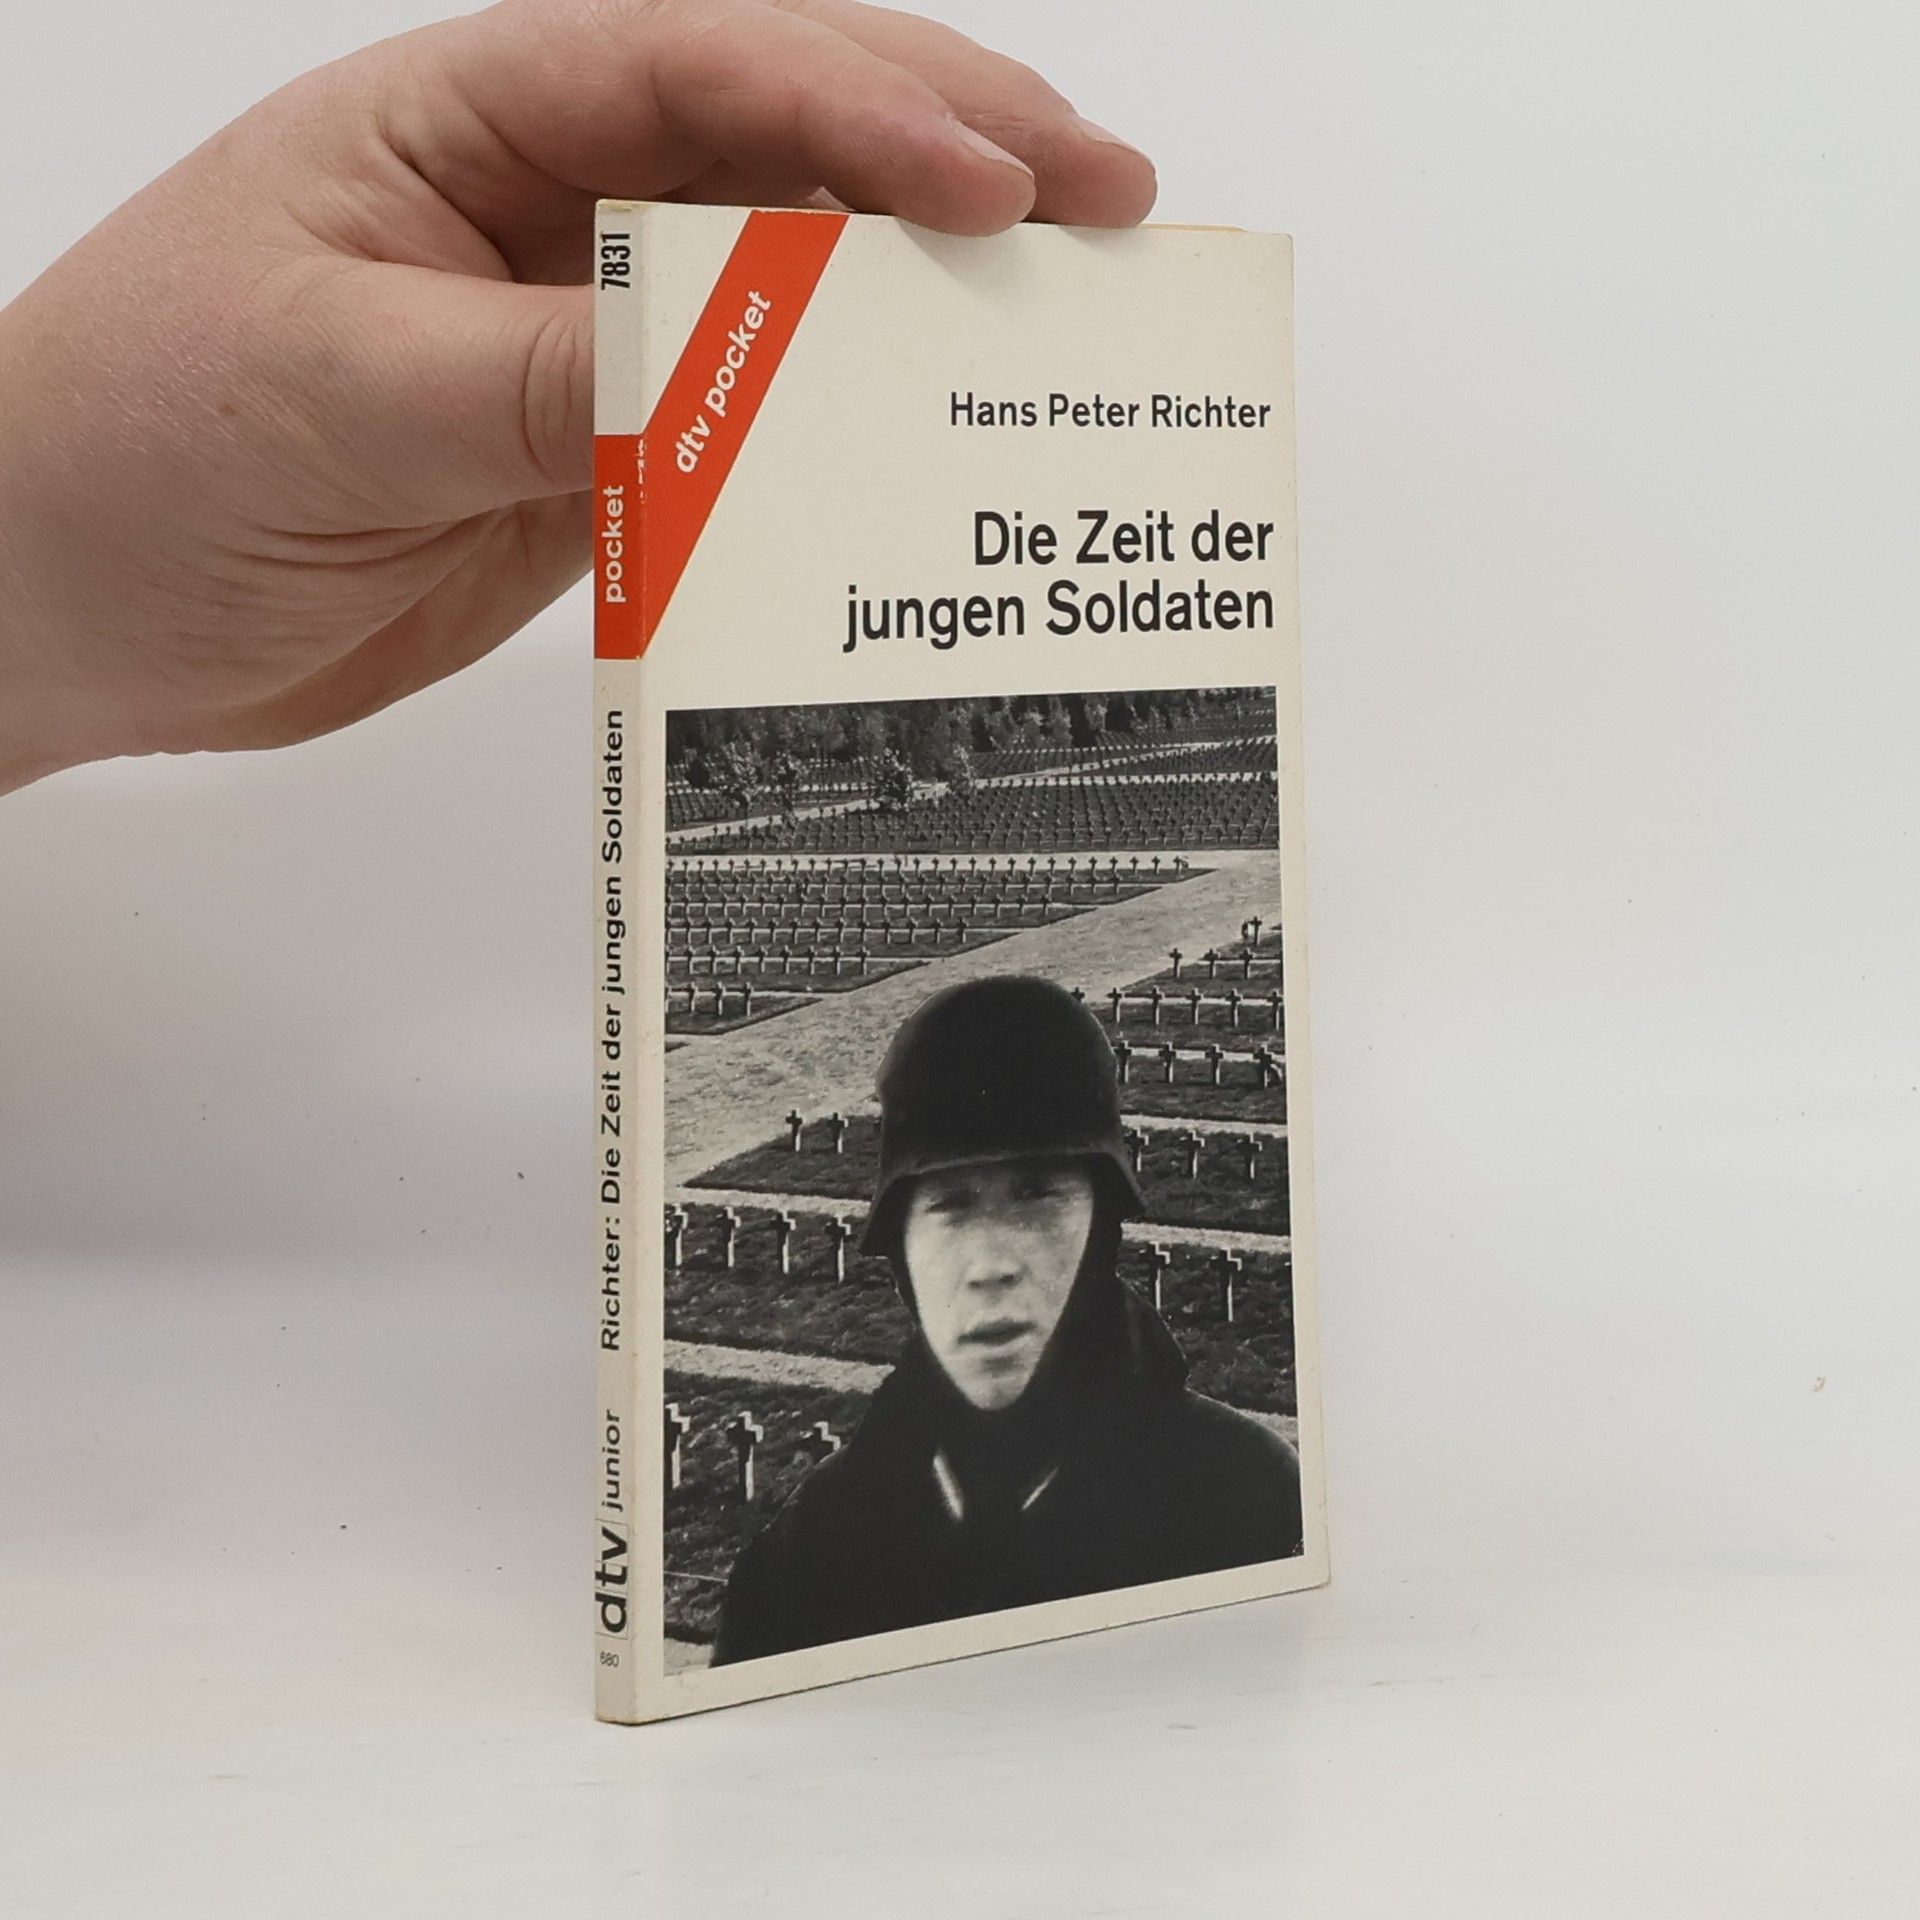 7831
pocket
Richter: Die Zeit der jungen Soldaten
dtv junior
680
dtv pocket
Hans Peter Richter
Die Zeit der
jungen Soldaten